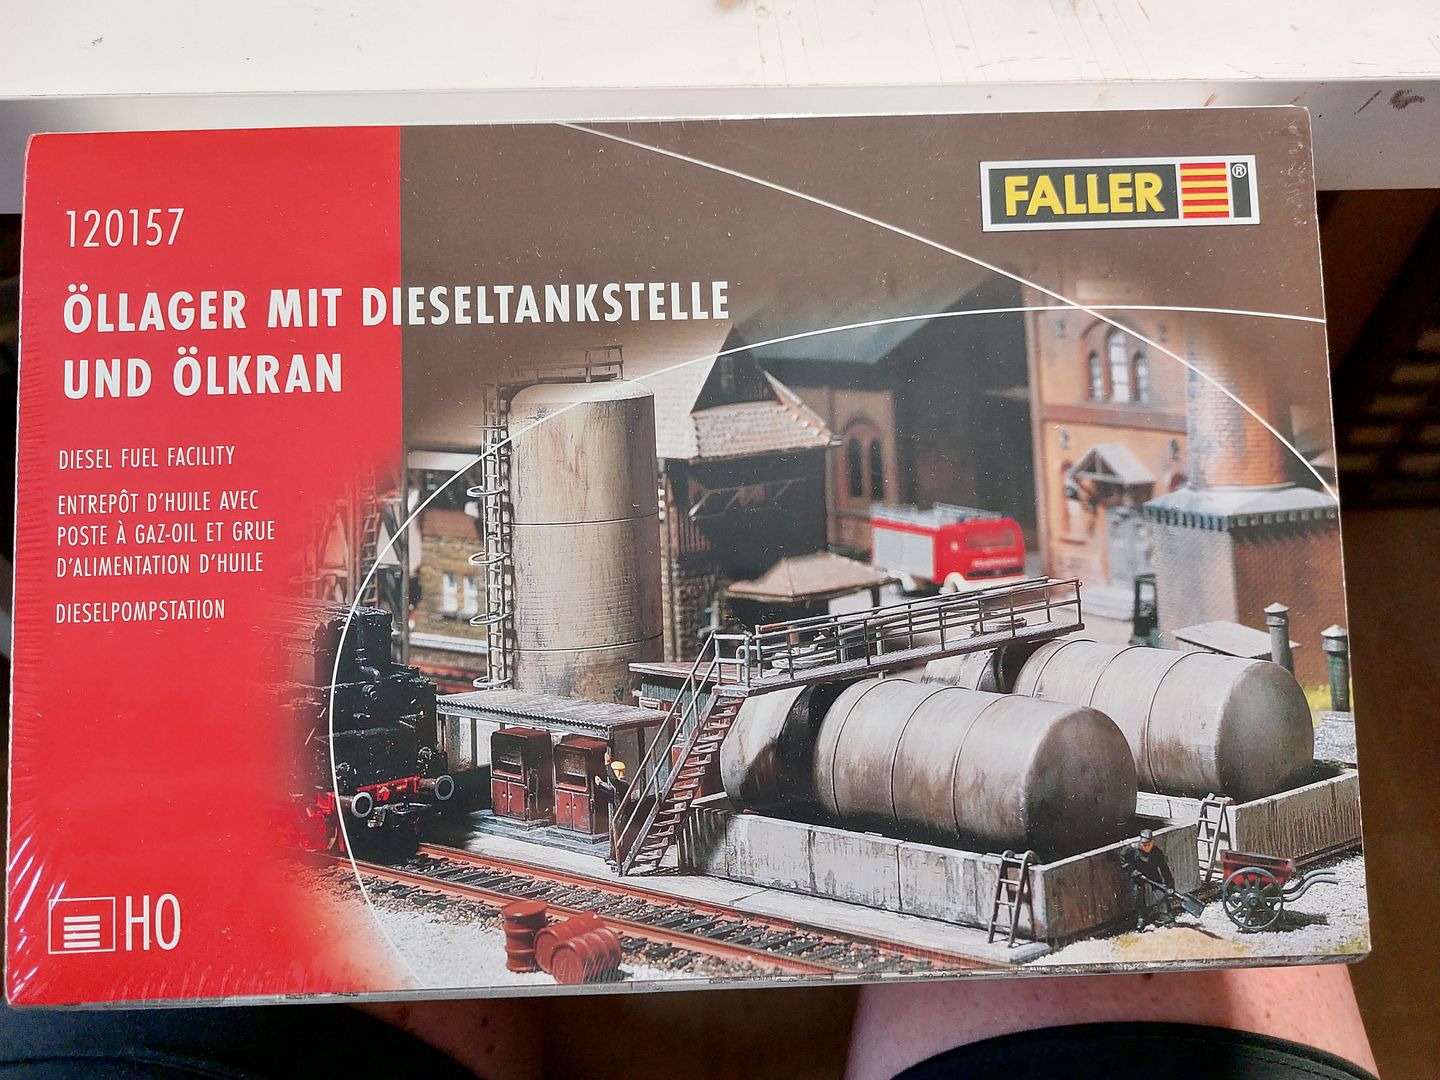 120157
FALLER ®
ÖLLAGER MIT DIESELTANKSTELLE
UND ÖLKRAN
DIESEL FUEL FACILITY
ENTREPÔT D'HUILE AVEC
POSTE À GAZ-OIL ET GRUE
D'ALIMENTATION D'HUILE
DIESELPOMPSTATION
HO